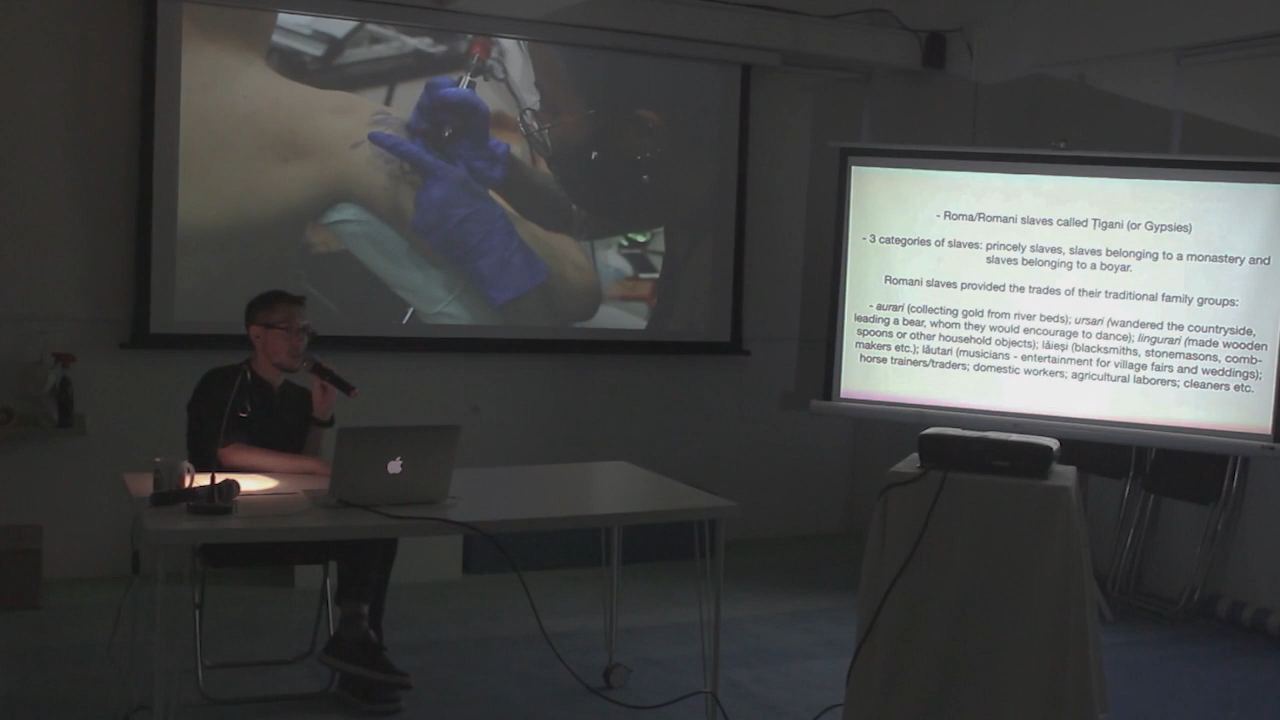 - Roma/Romani slaves called Țigani (or Gypsies)
- 3 categories of slaves: princely slaves, slaves belonging to a monastery and
slaves belonging to a boyar.
Romani slaves provided the trades of their traditional family groups:
- aurari (collecting gold from river beds); ursari (wandered the countryside,
leading a bear, whom they would encourage to dance); lingurari (made wooden
spoons or other household objects); lăieși (blacksmiths, stonemasons, comb-
makers etc.); lăutari (musicians - entertainment for village fairs and weddings);
horse trainers/traders; domestic workers; agricultural laborers; cleaners etc.